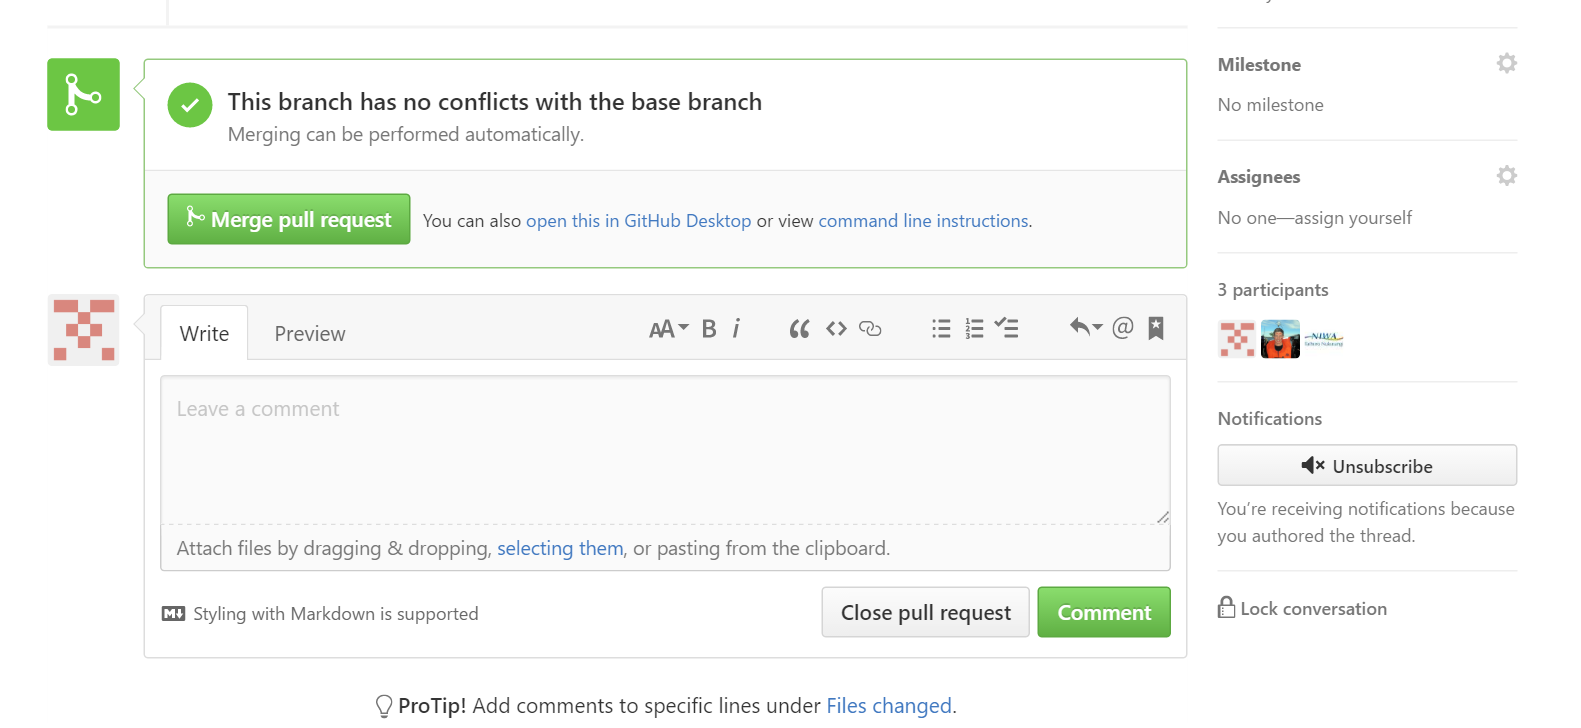 This branch has no conflicts with the base branch
Merging can be performed automatically.
Merge pull request You can also open this in GitHub Desktop or view command line instructions.
Write Preview AA B i @
Leave a comment
Attach files by dragging & dropping, selecting them, or pasting from the clipboard.
Styling with Markdown is supported
Close pull request Comment
ProTip! Add comments to specific lines under Files changed.
Milestone
No milestone
Assignees
No one—assign yourself
3 participants
NIWA
Notifications
Unsubscribe
You’re receiving notifications because
you authored the thread.
Lock conversation